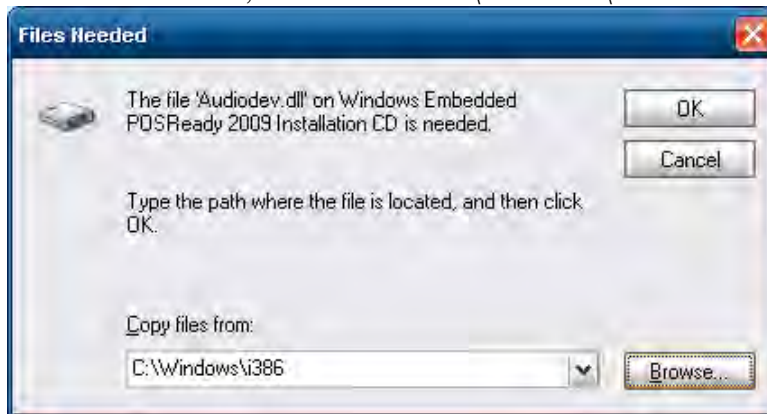 Files Needed
The file 'Audiodev.dll' on Windows Embedded
POSReady 2009 Installation CD is needed.
OK
Cancel
Type the path where the file is located, and then click
OK.
Copy files from:
C:\Windows\i386
Browse...